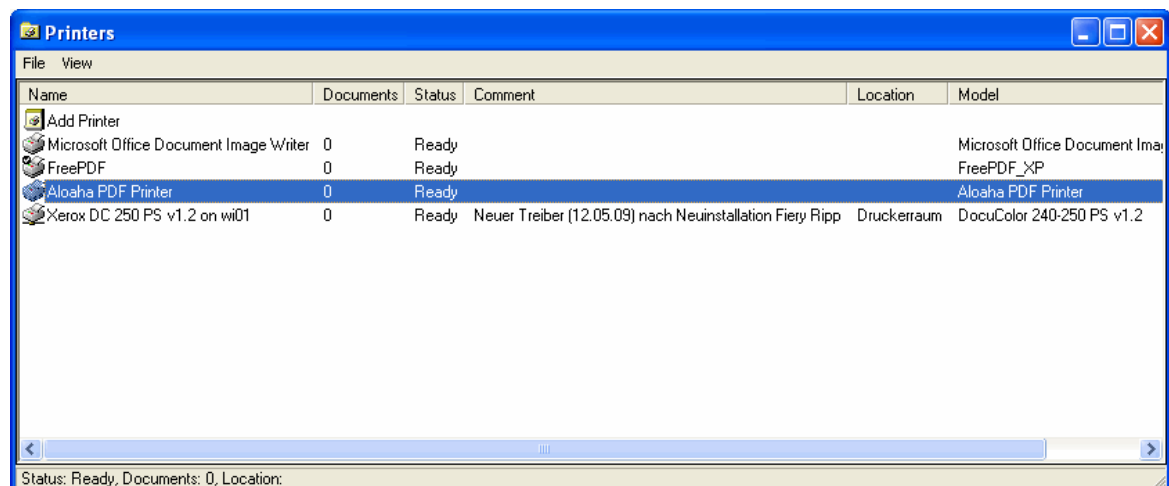 Printers
File View
Name Documents Status Comment Location Model
Add Printer
Microsoft Office Document Image Writer 0 Ready Microsoft Office Document
FreePDF 0 Ready FreePDF_XP
Aloaha PDF Printer 0 Ready Aloaha PDF Printer
Xerox DC 250 PS v1.2 on wi01 0 Ready Neuer Treiber (12.05.09) nach Neuinstallation Fiery Ripp Druckerraum DocuColor 240-250 PS v1.2
Status: Ready, Documents: 0, Location: